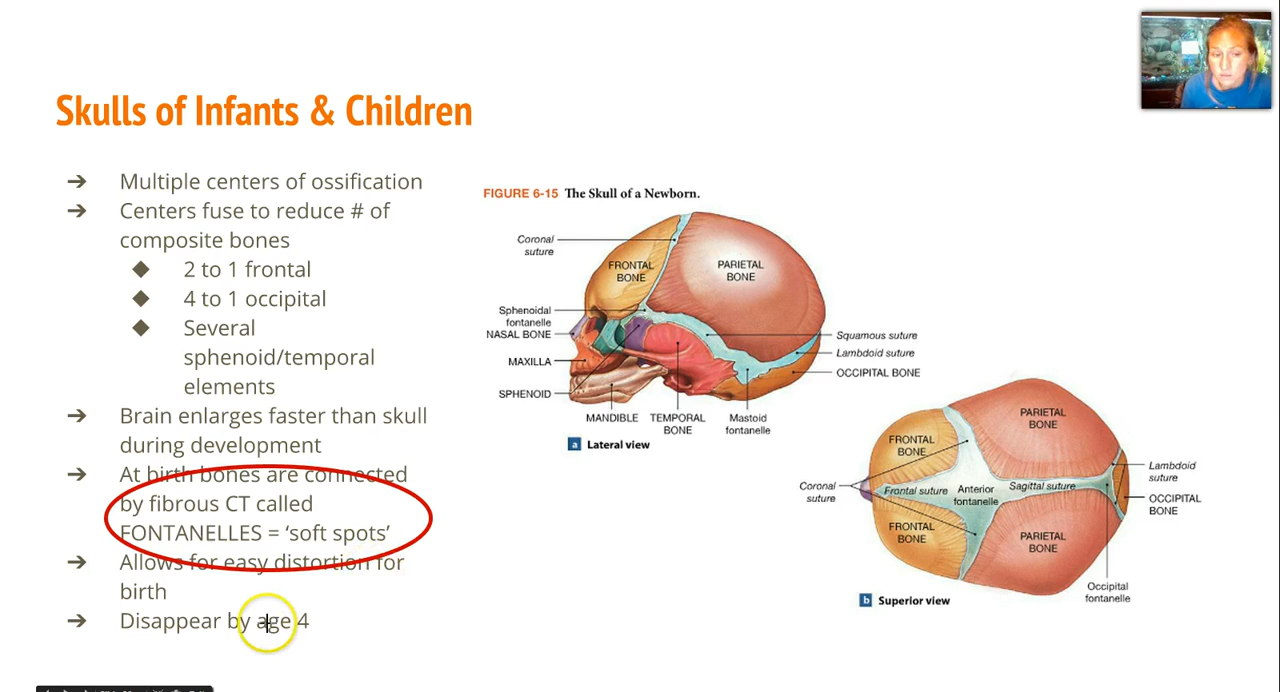 Skulls of Infants & Children
➔ Multiple centers of ossification
➔ Centers fuse to reduce # of
composite bones
◆ 2 to 1 frontal
◆ 4 to 1 occipital
◆ Several
sphenoid/temporal
elements
➔ Brain enlarges faster than skull
during development
➔ At birth bones are connected
by fibrous CT called
FONTANELLES = ‘soft spots’
➔ Allows for easy distortion for
birth
➔ Disappear by age 4
FIGURE 6-15 The Skull of a Newborn.
Coronal
suture
FRONTAL
BONE
PARIETAL
BONE
Sphenoidal
fontanelle
NASAL BONE
MAXILLA
SPHENOID
MANDIBLE
TEMPORAL
BONE
Mastoid
fontanelle
Squamous suture
Lambdoid suture
OCCIPITAL BONE
a Lateral view
FRONTAL
BONE
PARIETAL
BONE
Coronal
suture
Frontal suture
Anterior
fontanelle
Sagittal suture
Lambdoid
suture
OCCIPITAL
BONE
FRONTAL
BONE
PARIETAL
BONE
Occipital
fontanelle
b Superior view